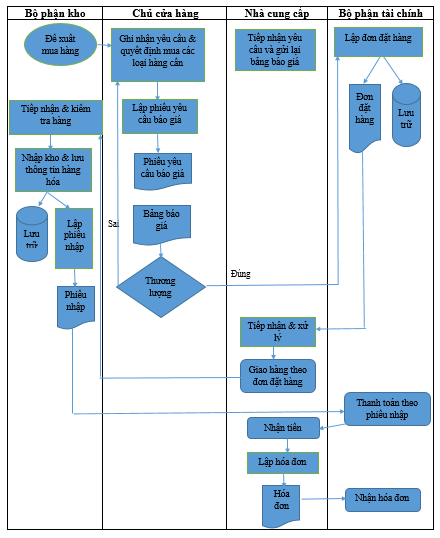 Bộ phận kho
Chủ cửa hàng
Nhà cung cấp
Bộ phận tài chính
Đề xuất
mua hàng
Ghi nhận yêu cầu &
quyết định mua các
loại hàng cần
Tiếp nhận yêu
cầu và gửi lại
bảng báo giá
Lập đơn đặt hàng
Lập phiếu yêu
cầu báo giá
Đơn
đặt
hàng
Lưu
trữ
Tiếp nhận & kiểm
tra hàng
Phiếu yêu
cầu báo giá
Nhập kho & lưu
thông tin hàng
hóa
Lưu
trữ
Lập
phiếu
nhập
Bảng báo
giá
Sai
Thương
lượng
Đúng
Phiếu
nhập
Tiếp nhận & xử
lý
Giao hàng theo
đơn đặt hàng
Thanh toán theo
phiếu nhập
Nhận tiền
Lập hóa đơn
Hóa
đơn
Nhận hóa đơn